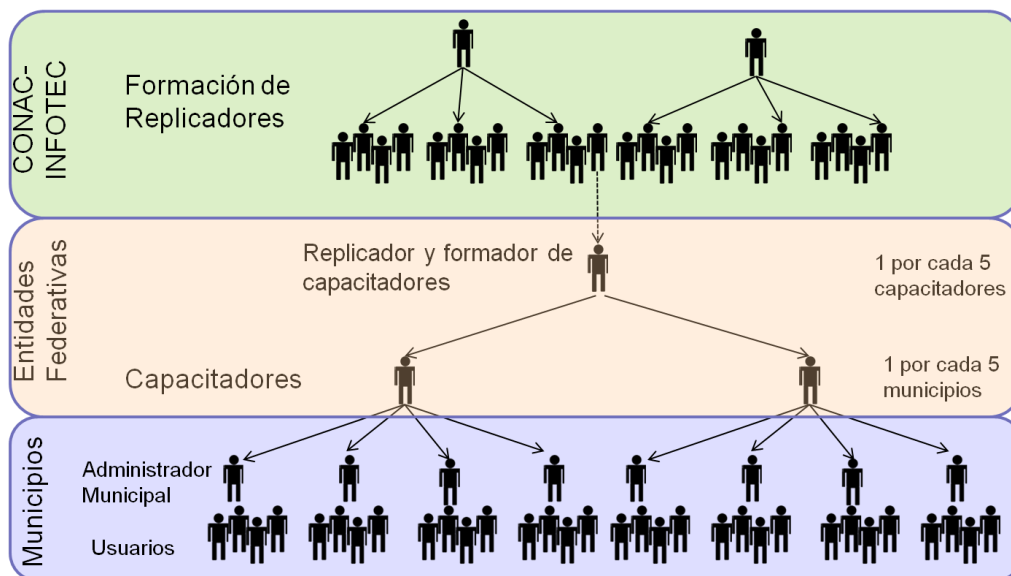 CONAC-
INFOTEC
Formación de
Replicadores
Entidades
Federativas
Replicador y formador de
capacitadores
1 por cada 5
capacitadores
Capacitadores
1 por cada 5
municipios
Municipios
Administrador
Municipal
Usuarios